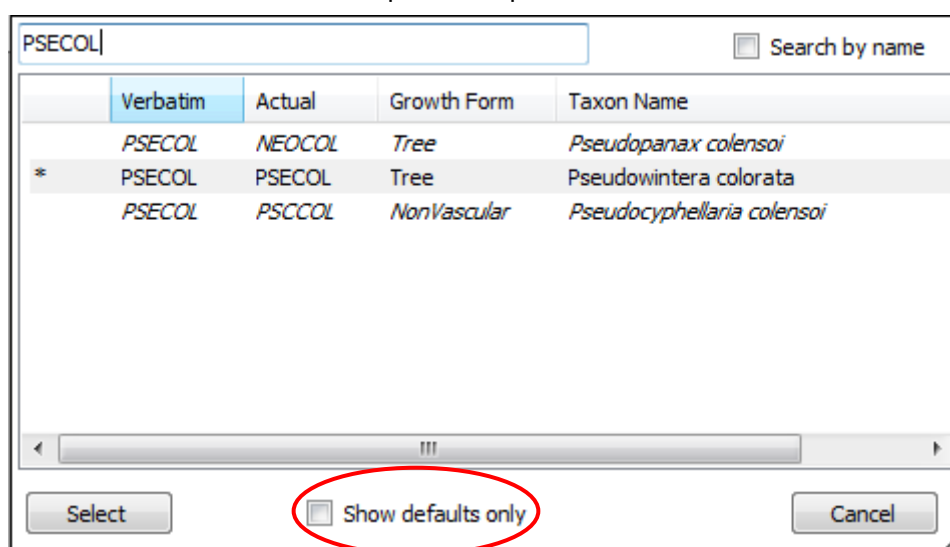 PSECOL Search by name
Verbatim Actual Growth Form Taxon Name
PSECOL NEOCOL Tree Pseudopanax colensoi
* PSECOL PSECOL Tree Pseudowintera colorata
PSECOL PSCCOL NonVascular Pseudocyphellaria colensoi
Select Show defaults only Cancel